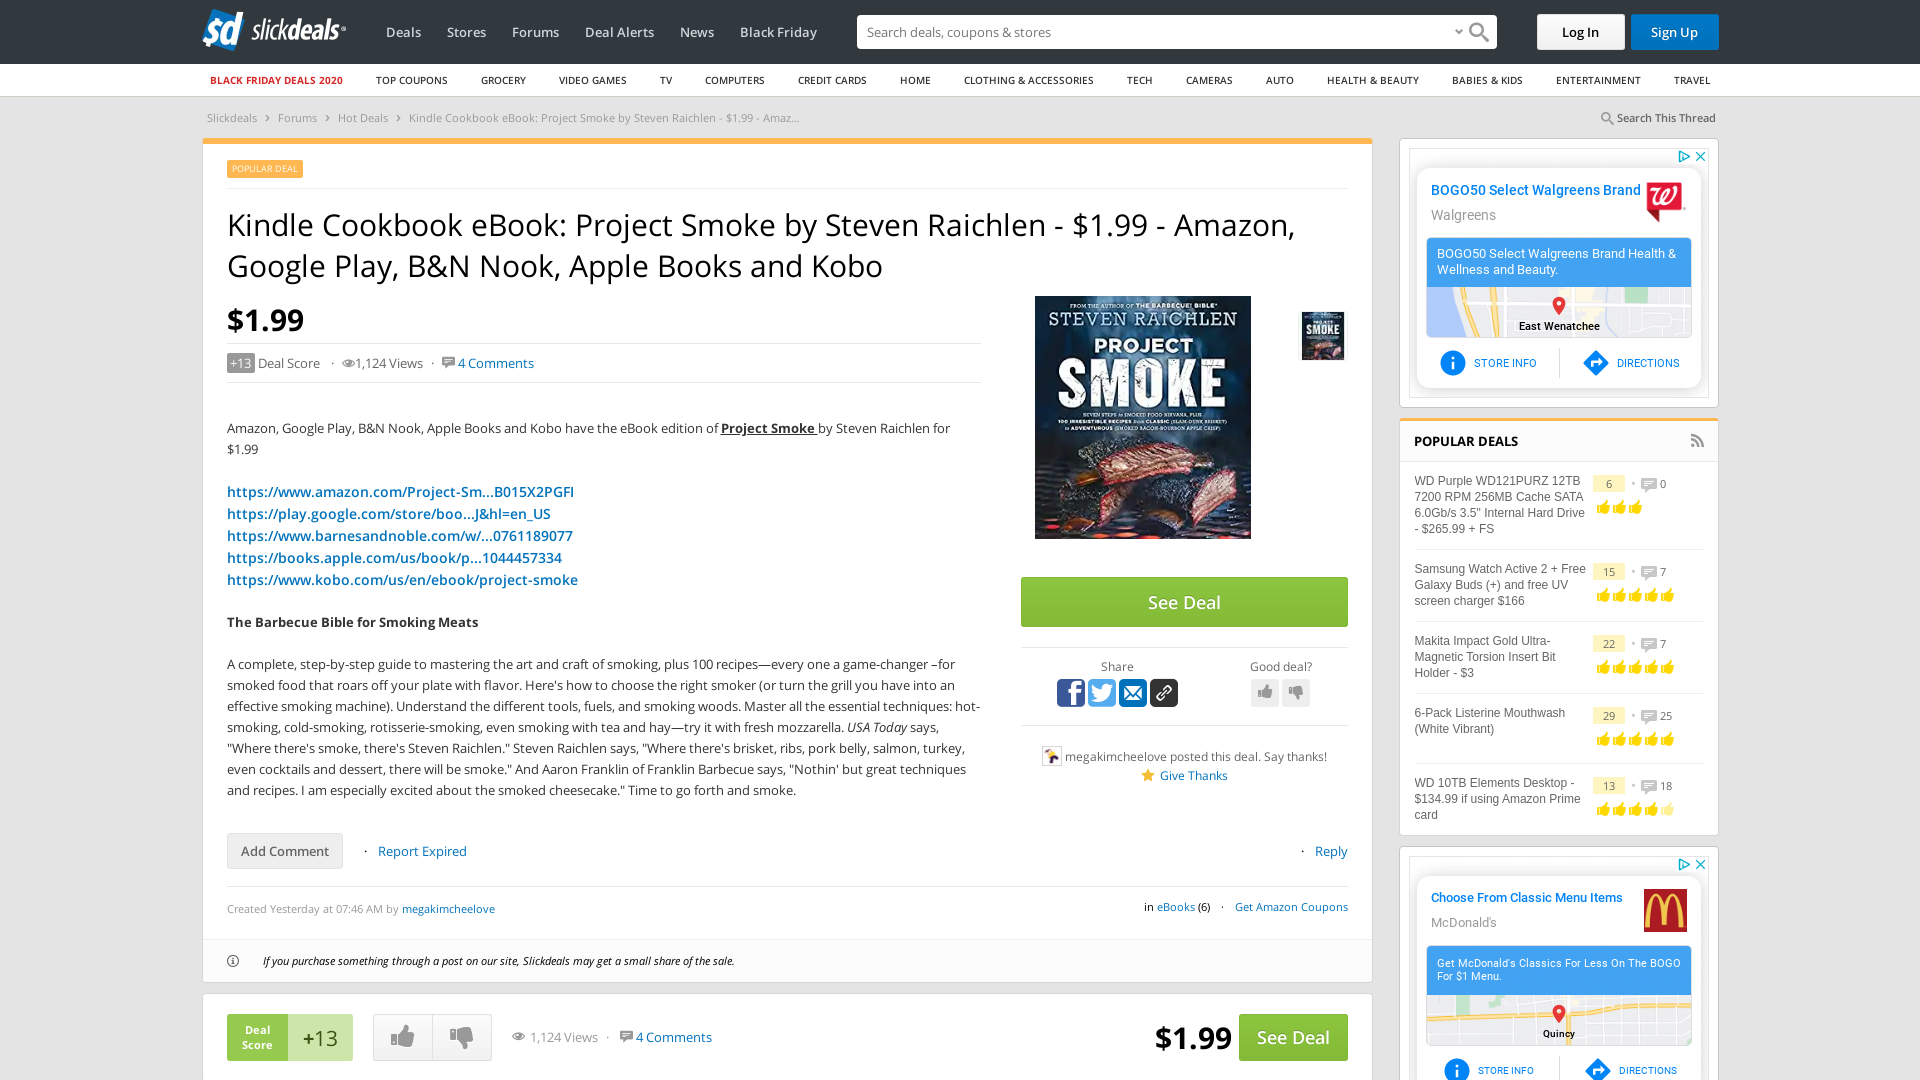 sd slickdeals
Deals Stores Forums Deal Alerts News Black Friday
Search deals, coupons & stores
Log In
Sign Up
BLACK FRIDAY DEALS 2020 TOP COUPONS GROCERY VIDEO GAMES TV COMPUTERS CREDIT CARDS HOME CLOTHING & ACCESSORIES TECH CAMERAS AUTO HEALTH & BEAUTY BABIES & KIDS ENTERTAINMENT TRAVEL
Slickdeals › Forums › Hot Deals › Kindle Cookbook eBook: Project Smoke by Steven Raichlen - $1.99 - Amaz...
Search This Thread
POPULAR DEAL
Kindle Cookbook eBook: Project Smoke by Steven Raichlen - $1.99 - Amazon,
Google Play, B&N Nook, Apple Books and Kobo
$1.99
+13 Deal Score · 1,124 Views · 4 Comments
Amazon, Google Play, B&N Nook, Apple Books and Kobo have the eBook edition of Project Smoke by Steven Raichlen for
$1.99
https://www.amazon.com/Project-Sm...B015X2PGFI
https://play.google.com/store/boo...J&hl=en_US
https://www.barnesandnoble.com/w/...0761189077
https://books.apple.com/us/book/p...1044457334
https://www.kobo.com/us/en/ebook/project-smoke
The Barbecue Bible for Smoking Meats
A complete, step-by-step guide to mastering the art and craft of smoking, plus 100 recipes—every one a game-changer –for
smoked food that roars off your plate with flavor. Here's how to choose the right smoker (or turn the grill you have into an
effective smoking machine). Understand the different tools, fuels, and smoking woods. Master all the essential techniques: hot-
smoking, cold-smoking, rotisserie-smoking, even smoking with tea and hay—try it with fresh mozzarella. USA Today says,
"Where there's smoke, there's Steven Raichlen." Steven Raichlen says, "Where there's brisket, ribs, pork belly, salmon, turkey,
even cocktails and dessert, there will be smoke." And Aaron Franklin of Franklin Barbecue says, "Nothin' but great techniques
and recipes. I am especially excited about the smoked cheesecake." Time to go forth and smoke.
FROM THE AUTHOR OF THE BARBECUE! BIBLE
STEVEN RAICHLEN
PROJECT
SMOKE
SEVEN STEPS TO SMOKED FOOD NIRVANA, PLUS
100 IRRESISTIBLE RECIPES from CLASSIC (SLAM-DUNK BRISKET)
to ADVENTUROUS (SMOKED BACON-BOURBON APPLE CRISP)
SMOKE
See Deal
Share
Good deal?
megakimcheelove posted this deal. Say thanks!
Give Thanks
Add Comment · Report Expired
· Reply
Created Yesterday at 07:46 AM by megakimcheelove
in eBooks (6) · Get Amazon Coupons
If you purchase something through a post on our site, Slickdeals may get a small share of the sale.
Deal
Score
+13
1,124 Views · 4 Comments
$1.99
See Deal
BOGO50 Select Walgreens Brand
Walgreens
BOGO50 Select Walgreens Brand Health &
Wellness and Beauty.
East Wenatchee
STORE INFO
DIRECTIONS
POPULAR DEALS
WD Purple WD121PURZ 12TB
7200 RPM 256MB Cache SATA
6.0Gb/s 3.5" Internal Hard Drive
- $265.99 + FS
6 • 0
Samsung Watch Active 2 + Free
Galaxy Buds (+) and free UV
screen charger $166
15 • 7
Makita Impact Gold Ultra-
Magnetic Torsion Insert Bit
Holder - $3
22 • 7
6-Pack Listerine Mouthwash
(White Vibrant)
29 • 25
WD 10TB Elements Desktop -
$134.99 if using Amazon Prime
card
13 • 18
Choose From Classic Menu Items
McDonald's
Get McDonald's Classics For Less On The BOGO
For $1 Menu.
Quincy
STORE INFO
DIRECTIONS